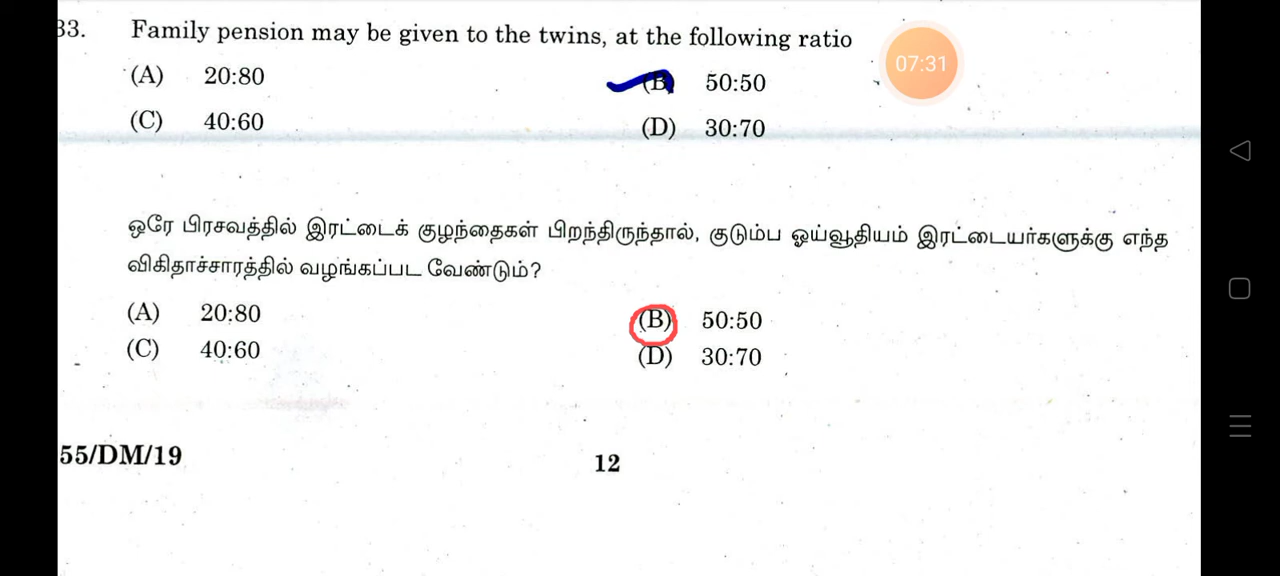 33. Family pension may be given to the twins, at the following ratio
07:31
(A) 20:80 (B) 50:50
(C) 40:60 (D) 30:70
ஒரே பிரசவத்தில் இரட்டைக் குழந்தைகள் பிறந்திருந்தால், குடும்ப ஓய்வூதியம் இரட்டையர்களுக்கு எந்த
விகிதாச்சாரத்தில் வழங்கப்பட வேண்டும்?
(A) 20:80 (B) 50:50
(C) 40:60 (D) 30:70
55/DM/19 12